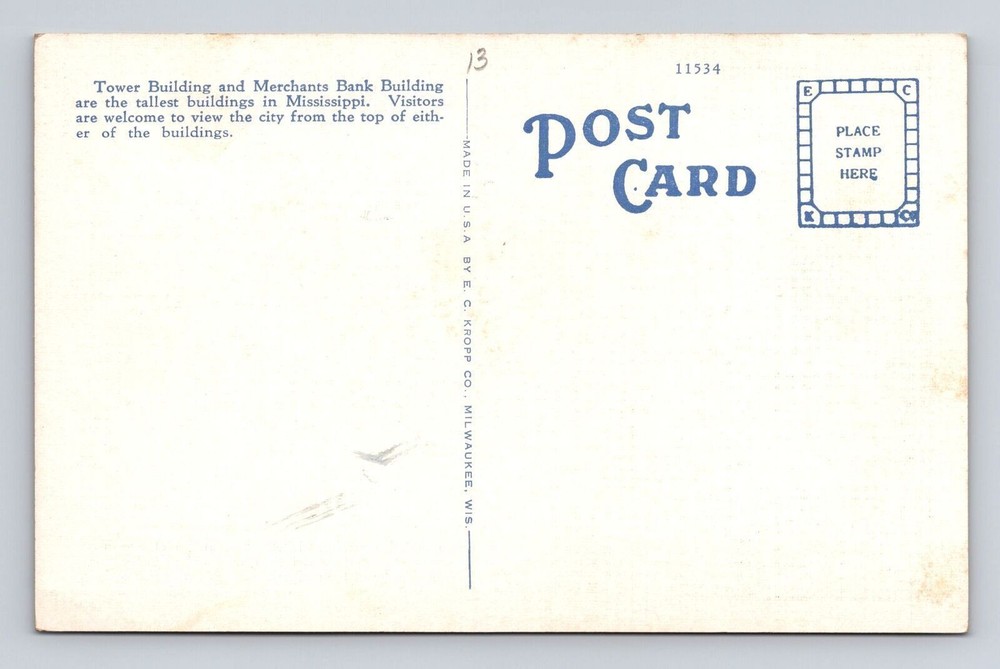 Tower Building and Merchants Bank Building
are the tallest buildings in Mississippi. Visitors
are welcome to view the city from the top of eith-
er of the buildings.
13
MADE IN U.S.A BY E. C. KROPP CO., MILWAUKEE, WIS.
11534
POST
CARD
E C
PLACE
STAMP
HERE
K Co